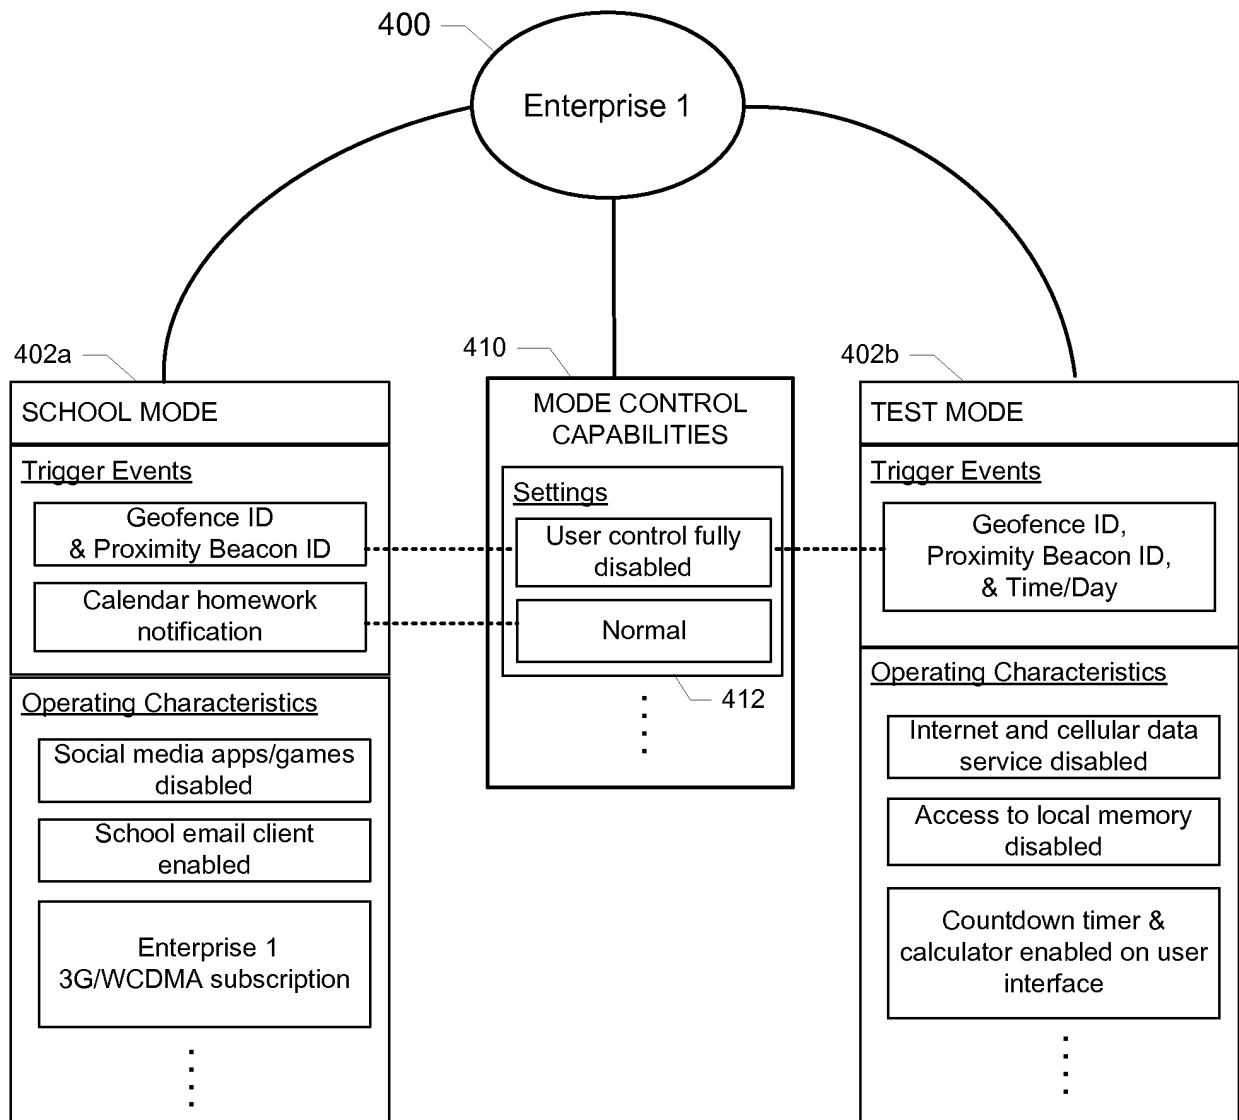 400
Enterprise 1
402a
SCHOOL MODE
Trigger Events
Geofence ID
& Proximity Beacon ID
Calendar homework
notification
Operating Characteristics
Social media apps/games
disabled
School email client
enabled
Enterprise 1
3G/WCDMA subscription
410
MODE CONTROL
CAPABILITIES
Settings
User control fully
disabled
Normal
412
402b
TEST MODE
Trigger Events
Geofence ID,
Proximity Beacon ID,
& Time/Day
Operating Characteristics
Internet and cellular data
service disabled
Access to local memory
disabled
Countdown timer &
calculator enabled on user
interface